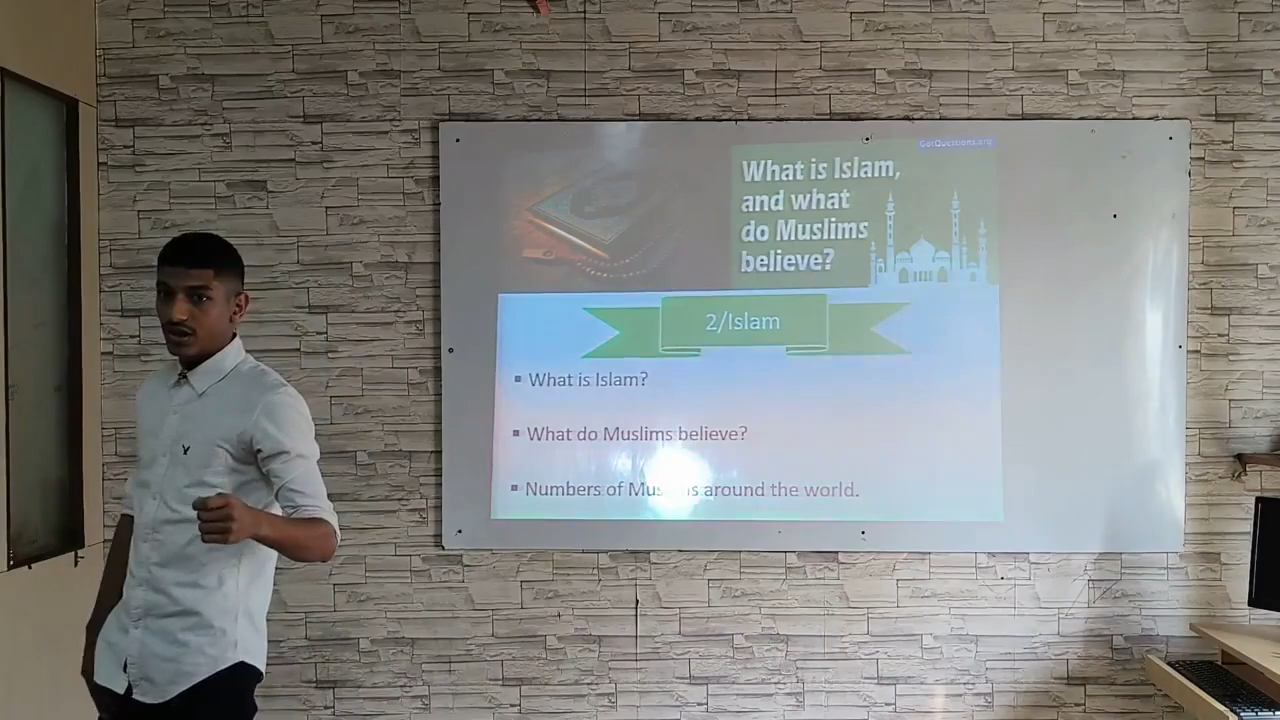 GotQuestions.org
What is Islam,
and what
do Muslims
believe?
2/Islam
▪ What is Islam?
▪ What do Muslims believe?
▪ Numbers of Muslims around the world.